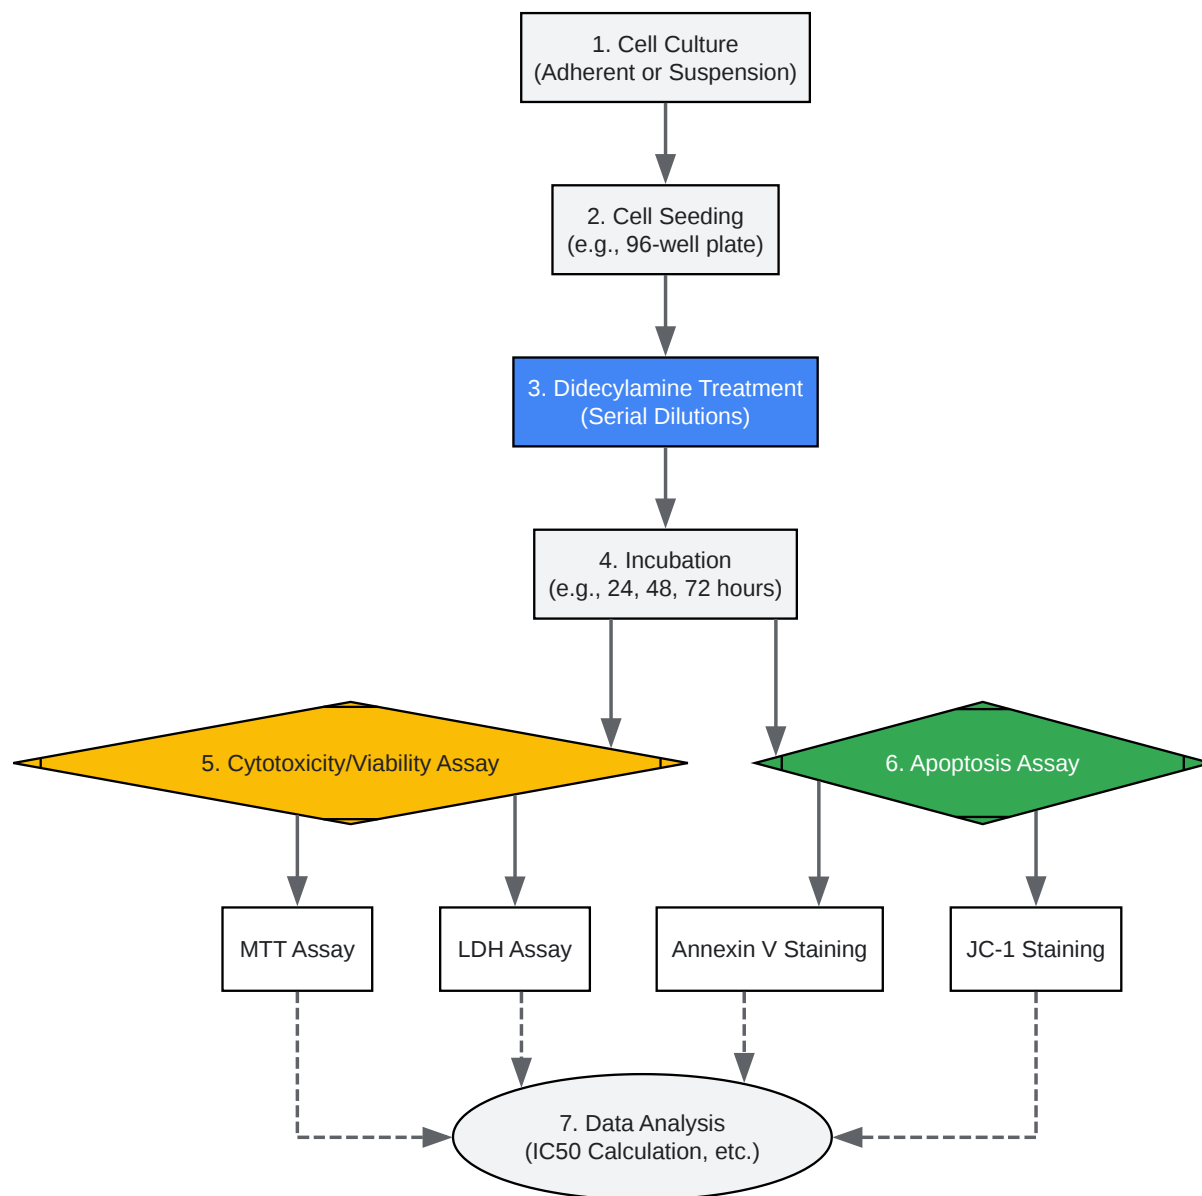 1. Cell Culture
(Adherent or Suspension)
2. Cell Seeding
(e.g., 96-well plate)
3. Didecylamine Treatment
(Serial Dilutions)
4. Incubation
(e.g., 24, 48, 72 hours)
5. Cytotoxicity/Viability Assay
6. Apoptosis Assay
MTT Assay
LDH Assay
Annexin V Staining
JC-1 Staining
7. Data Analysis
(IC50 Calculation, etc.)